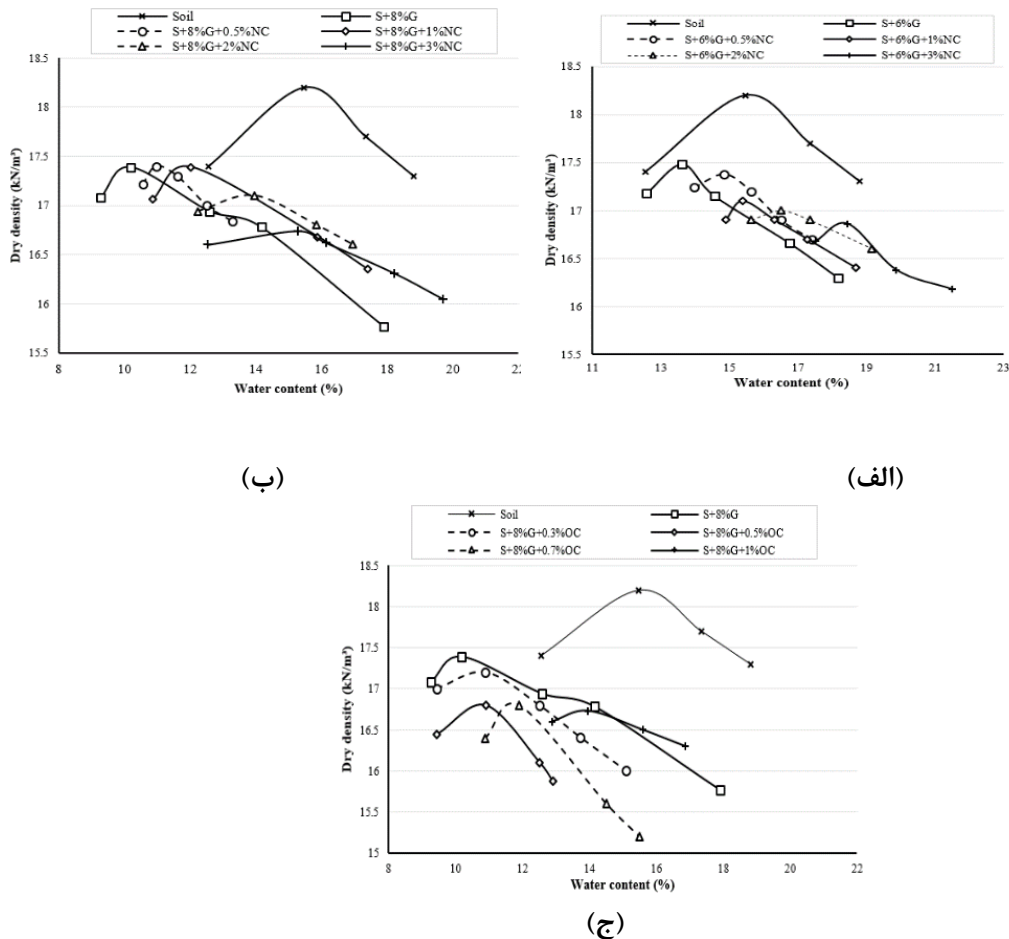 Soil S+8%G
S+8%G+0.5%NC S+8%G+1%NC
S+8%G+2%NC S+8%G+3%NC
18.5
18
17.5
17
16.5
16
15.5
Dry density (kN/m³)
8 10 12 14 16 18 20
Water content (%)
(ب)
Soil S+6%G
S+6%G+0.5%NC S+6%G+1%NC
S+6%G+2%NC S+6%G+3%NC
18.5
18
17.5
17
16.5
16
15.5
Dry density (kN/m³)
11 13 15 17 19 21 23
Water content (%)
(الف)
Soil S+8%G
S+8%G+0.3%OC S+8%G+0.5%OC
S+8%G+0.7%OC S+8%G+1%OC
18.5
18
17.5
17
16.5
16
15.5
15
Dry density (kN/m³)
8 10 12 14 16 18 20 22
Water content (%)
(ج)